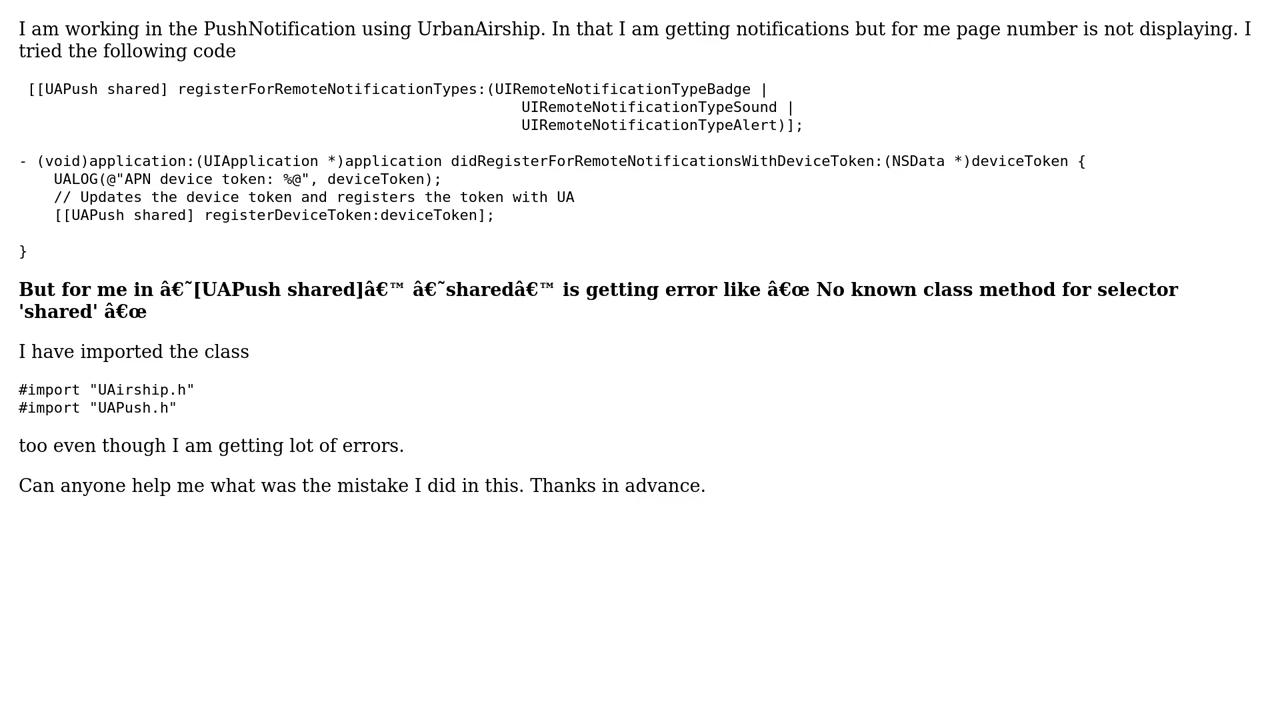 I am working in the PushNotification using UrbanAirship. In that I am getting notifications but for me page number is not displaying. I
tried the following code
[[UAPush shared] registerForRemoteNotificationTypes:(UIRemoteNotificationTypeBadge |
UIRemoteNotificationTypeSound |
UIRemoteNotificationTypeAlert)];
- (void)application:(UIApplication *)application didRegisterForRemoteNotificationsWithDeviceToken:(NSData *)deviceToken {
UALOG(@"APN device token: %@", deviceToken);
// Updates the device token and registers the token with UA
[[UAPush shared] registerDeviceToken:deviceToken];
}
But for me in â€˜[UAPush shared]â€™ â€˜sharedâ€™ is getting error like â€œ No known class method for selector
'shared' â€œ
I have imported the class
#import "UAirship.h"
#import "UAPush.h"
too even though I am getting lot of errors.
Can anyone help me what was the mistake I did in this. Thanks in advance.